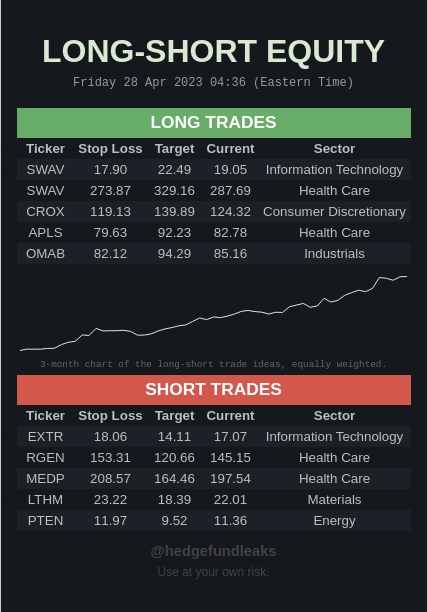 LONG-SHORT EQUITY
Friday 28 Apr 2023 04:36 (Eastern Time)
LONG TRADES
Ticker Stop Loss Target Current Sector
SWAV 17.90 22.49 19.05 Information Technology
SWAV 273.87 329.16 287.69 Health Care
CROX 119.13 139.89 124.32 Consumer Discretionary
APLS 79.63 92.23 82.78 Health Care
OMAB 82.12 94.29 85.16 Industrials
3-month chart of the long-short trade ideas, equally weighted.
SHORT TRADES
Ticker Stop Loss Target Current Sector
EXTR 18.06 14.11 17.07 Information Technology
RGEN 153.31 120.66 145.15 Health Care
MEDP 208.57 164.46 197.54 Health Care
LTHM 23.22 18.39 22.01 Materials
PTEN 11.97 9.52 11.36 Energy
@hedgefundleaks
Use at your own risk.